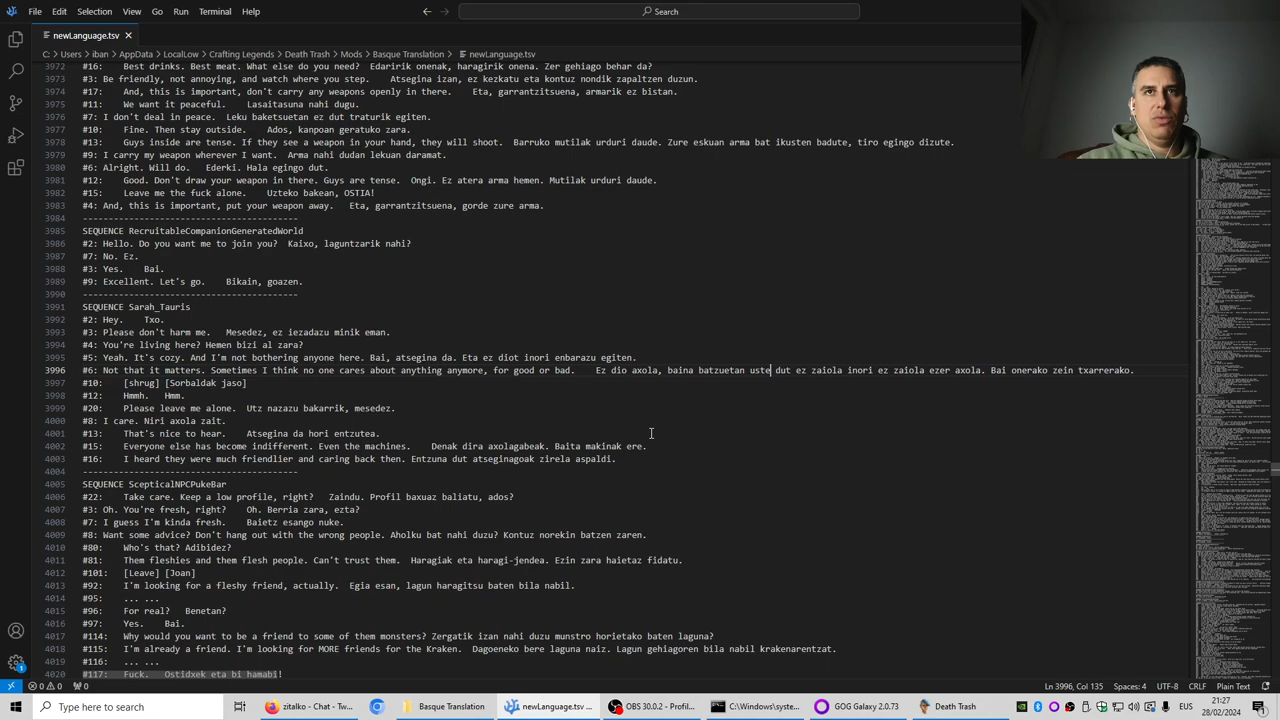 File Edit Selection View Go Run Terminal Help Search
newLanguage.tsv
C: > Users > iban > AppData > LocalLow > Crafting Legends > Death Trash > Mods > Basque Translation > newLanguage.tsv
#16: Best drinks. Best meat. What else do you need? Edaririk onenak, haragirik onena. Zer gehiago behar da?
3973 #3: Be friendly, not annoying, and watch where you step. Atsegina izan, ez kezkatu eta kontuz nondik zapaltzen duzun.
3974 #17: And, this is important, don't carry any weapons openly in there. Eta, garrantzitsuena, armarik ez bistan.
3975 #11: We want it peaceful. Lasaitasuna nahi dugu.
3976 #7: I don't deal in peace. Leku baketsuetan ez dut traturik egiten.
3977 #10: Fine. Then stay outside. Ados, kanpoan geratuko zara.
3978 #13: Guys inside are tense. If they see a weapon in your hand, they will shoot. Barruko mutilak urduri daude. Zure eskuan arma bat ikusten badute, tiro egingo dizute.
3979 #9: I carry my weapon wherever I want. Arma nahi dudan lekuan daramat.
3980 #6: Alright. Will do. Ederki. Hala egingo dut.
3981 #12: Good. Don't draw your weapon in there. Guys are tense. Ongi. Ez atera arma hemen. Mutilak urduri daude.
3982 #15: Leave me the fuck alone. Uzteko bakean, OSTIA!
3983 #4: And, this is important, put your weapon away. Eta, garrantzitsuena, gorde zure arma.
3984 ----------------------------------------
3985 SEQUENCE RecruitableCompanionGeneratedWorld
3986 #2: Hello. Do you want me to join you? Kaixo, laguntzarik nahi?
3987 #7: No. Ez.
3988 #3: Yes. Bai.
3989 #9: Excellent. Let's go. Bikain, goazen.
3990 ----------------------------------------
3991 SEQUENCE Sarah_Tauris
3992 #2: Hey. Txo.
3993 #3: Please don't harm me. Mesedez, ez iezadazu minik eman.
3994 #4: You're living here? Hemen bizi al zara?
3995 #5: Yeah. It's cozy. And I'm not bothering anyone here. Bai, atsegina da. Eta ez diot inori enbarazu egiten.
3996 #6: Not that it matters. Sometimes I think no one cares about anything anymore, for good or bad. Ez dio axola, baina batzuetan uste dut ez zaiola inori ez zaiola ezer axola. Bai onerako zein txarrerako.
3997 #10: [shrug] [Sorbaldak jaso]
3998 #12: Hmmh. Hmm.
3999 #20: Please leave me alone. Utz nazazu bakarrik, mesedez.
4000 #8: I care. Niri axola zait.
4001 #13: That's nice to hear. Atsegina da hori entzutea.
4002 #15: Everyone else has become indifferent. Even the machines. Denak dira axolagabeak. Baita makinak ere.
4003 #16: I heard they were much friendlier and caring back then. Entzuna dut atseginagoak zirela aspaldi.
4004 ----------------------------------------
4005 SEQUENCE ScepticalNPCPukeBar
4006 #22: Take care. Keep a low profile, right? Zaindu. Profil baxuaz baliatu, ados?
4007 #2: Oh. You're fresh, right? Oh. Berria zara, ezta?
4008 #7: I guess I'm kinda fresh. Baietz esango nuke.
4009 #8: Want some advice? Don't hang out with the wrong people. Aholku bat nahi duzu? Kontuz norekin batzen zaren.
4010 #80: Who's that? Adibidez?
4011 #81: Them fleshies and them flesh people. Can't trust them. Haragixkak eta haragi jendea. Ezin zara haietaz fidatu.
4012 #101: [Leave] [Joan]
4013 #92: I'm looking for a fleshy friend, actually. Egia esan, lagun haragitsu baten bila nabil.
4014 #95: ... ...
4015 #96: For real? Benetan?
4016 #97: Yes. Bai.
4017 #114: Why would you want to be a friend to some of them monsters? Zergatik izan nahi duzu munstro horietako baten laguna?
4018 #115: I'm already a friend. I'm looking for MORE friends for the kraken. Dagoeneko bere laguna naiz. Lagun gehiagoren bila nabil krakenarentzat.
4019 #116: ... ...
4020 #117: Fuck. Ostidxek eta bi hamabi!
0 0 0 Ln 3996, Col 135 Spaces: 4 UTF-8 CRLF Plain Text
Type here to search zitalko - Chat - Tw... Basque Translation newLanguage.tsv ... OBS 30.0.2 - Profil... C:\Windows\syste... GOG Galaxy 2.0.73 Death Trash EUS 21:27 28/02/2024